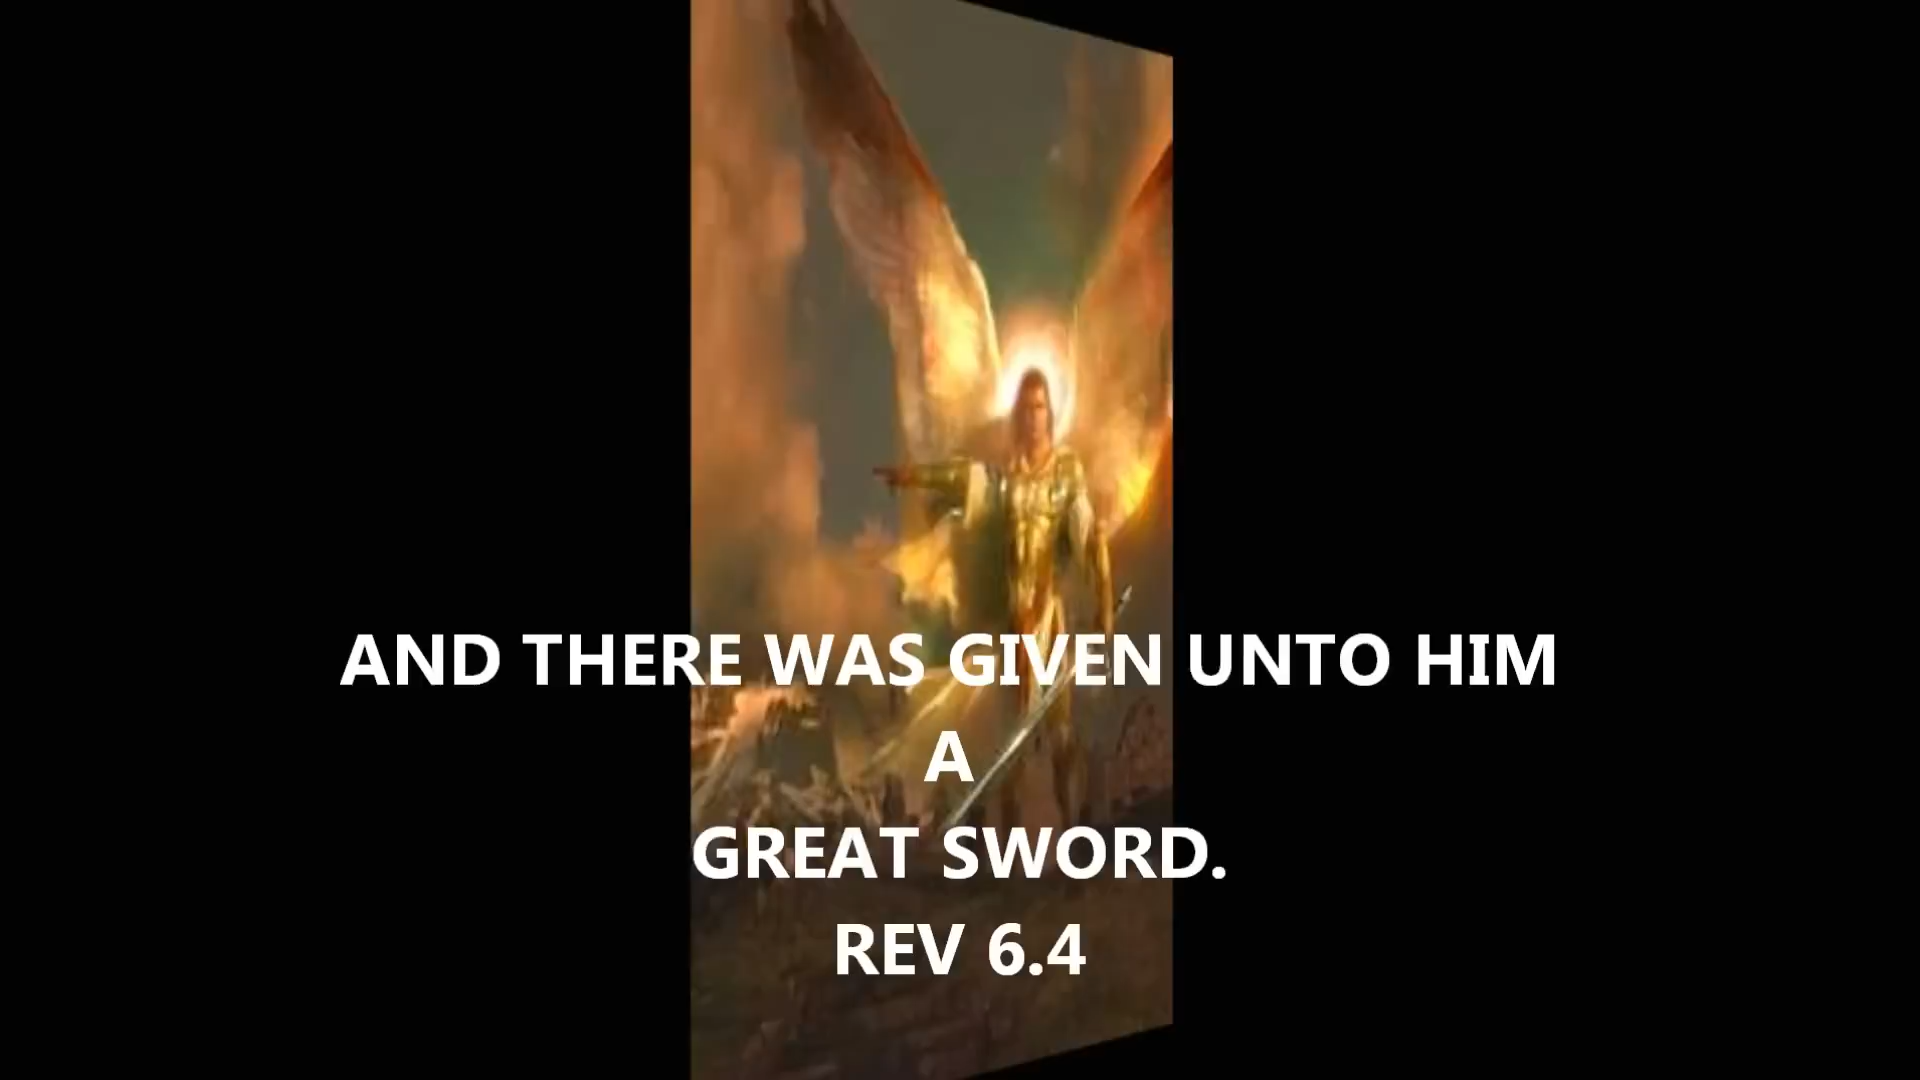 AND THERE WAS GIVEN UNTO HIM
A
GREAT SWORD.
REV 6.4